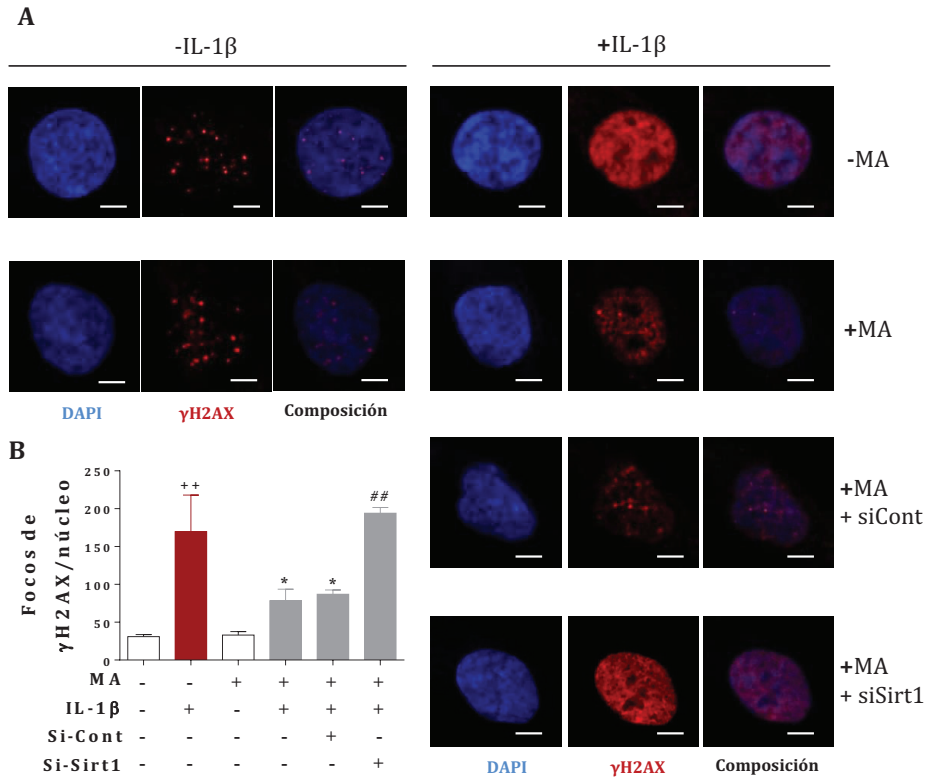 A
-IL-1β
+IL-1β
-MA
+MA
DAPI
γH2AX
Composición
+MA
+ siCont
+MA
+ siSirt1
DAPI
γH2AX
Composición
B
Focos de
γH2AX/núcleo
250
200
150
100
50
0
++
*
*
##
MA - - + + + +
IL-1β - + - + + +
Si-Cont - - - - + -
Si-Sirt1 - - - - - +